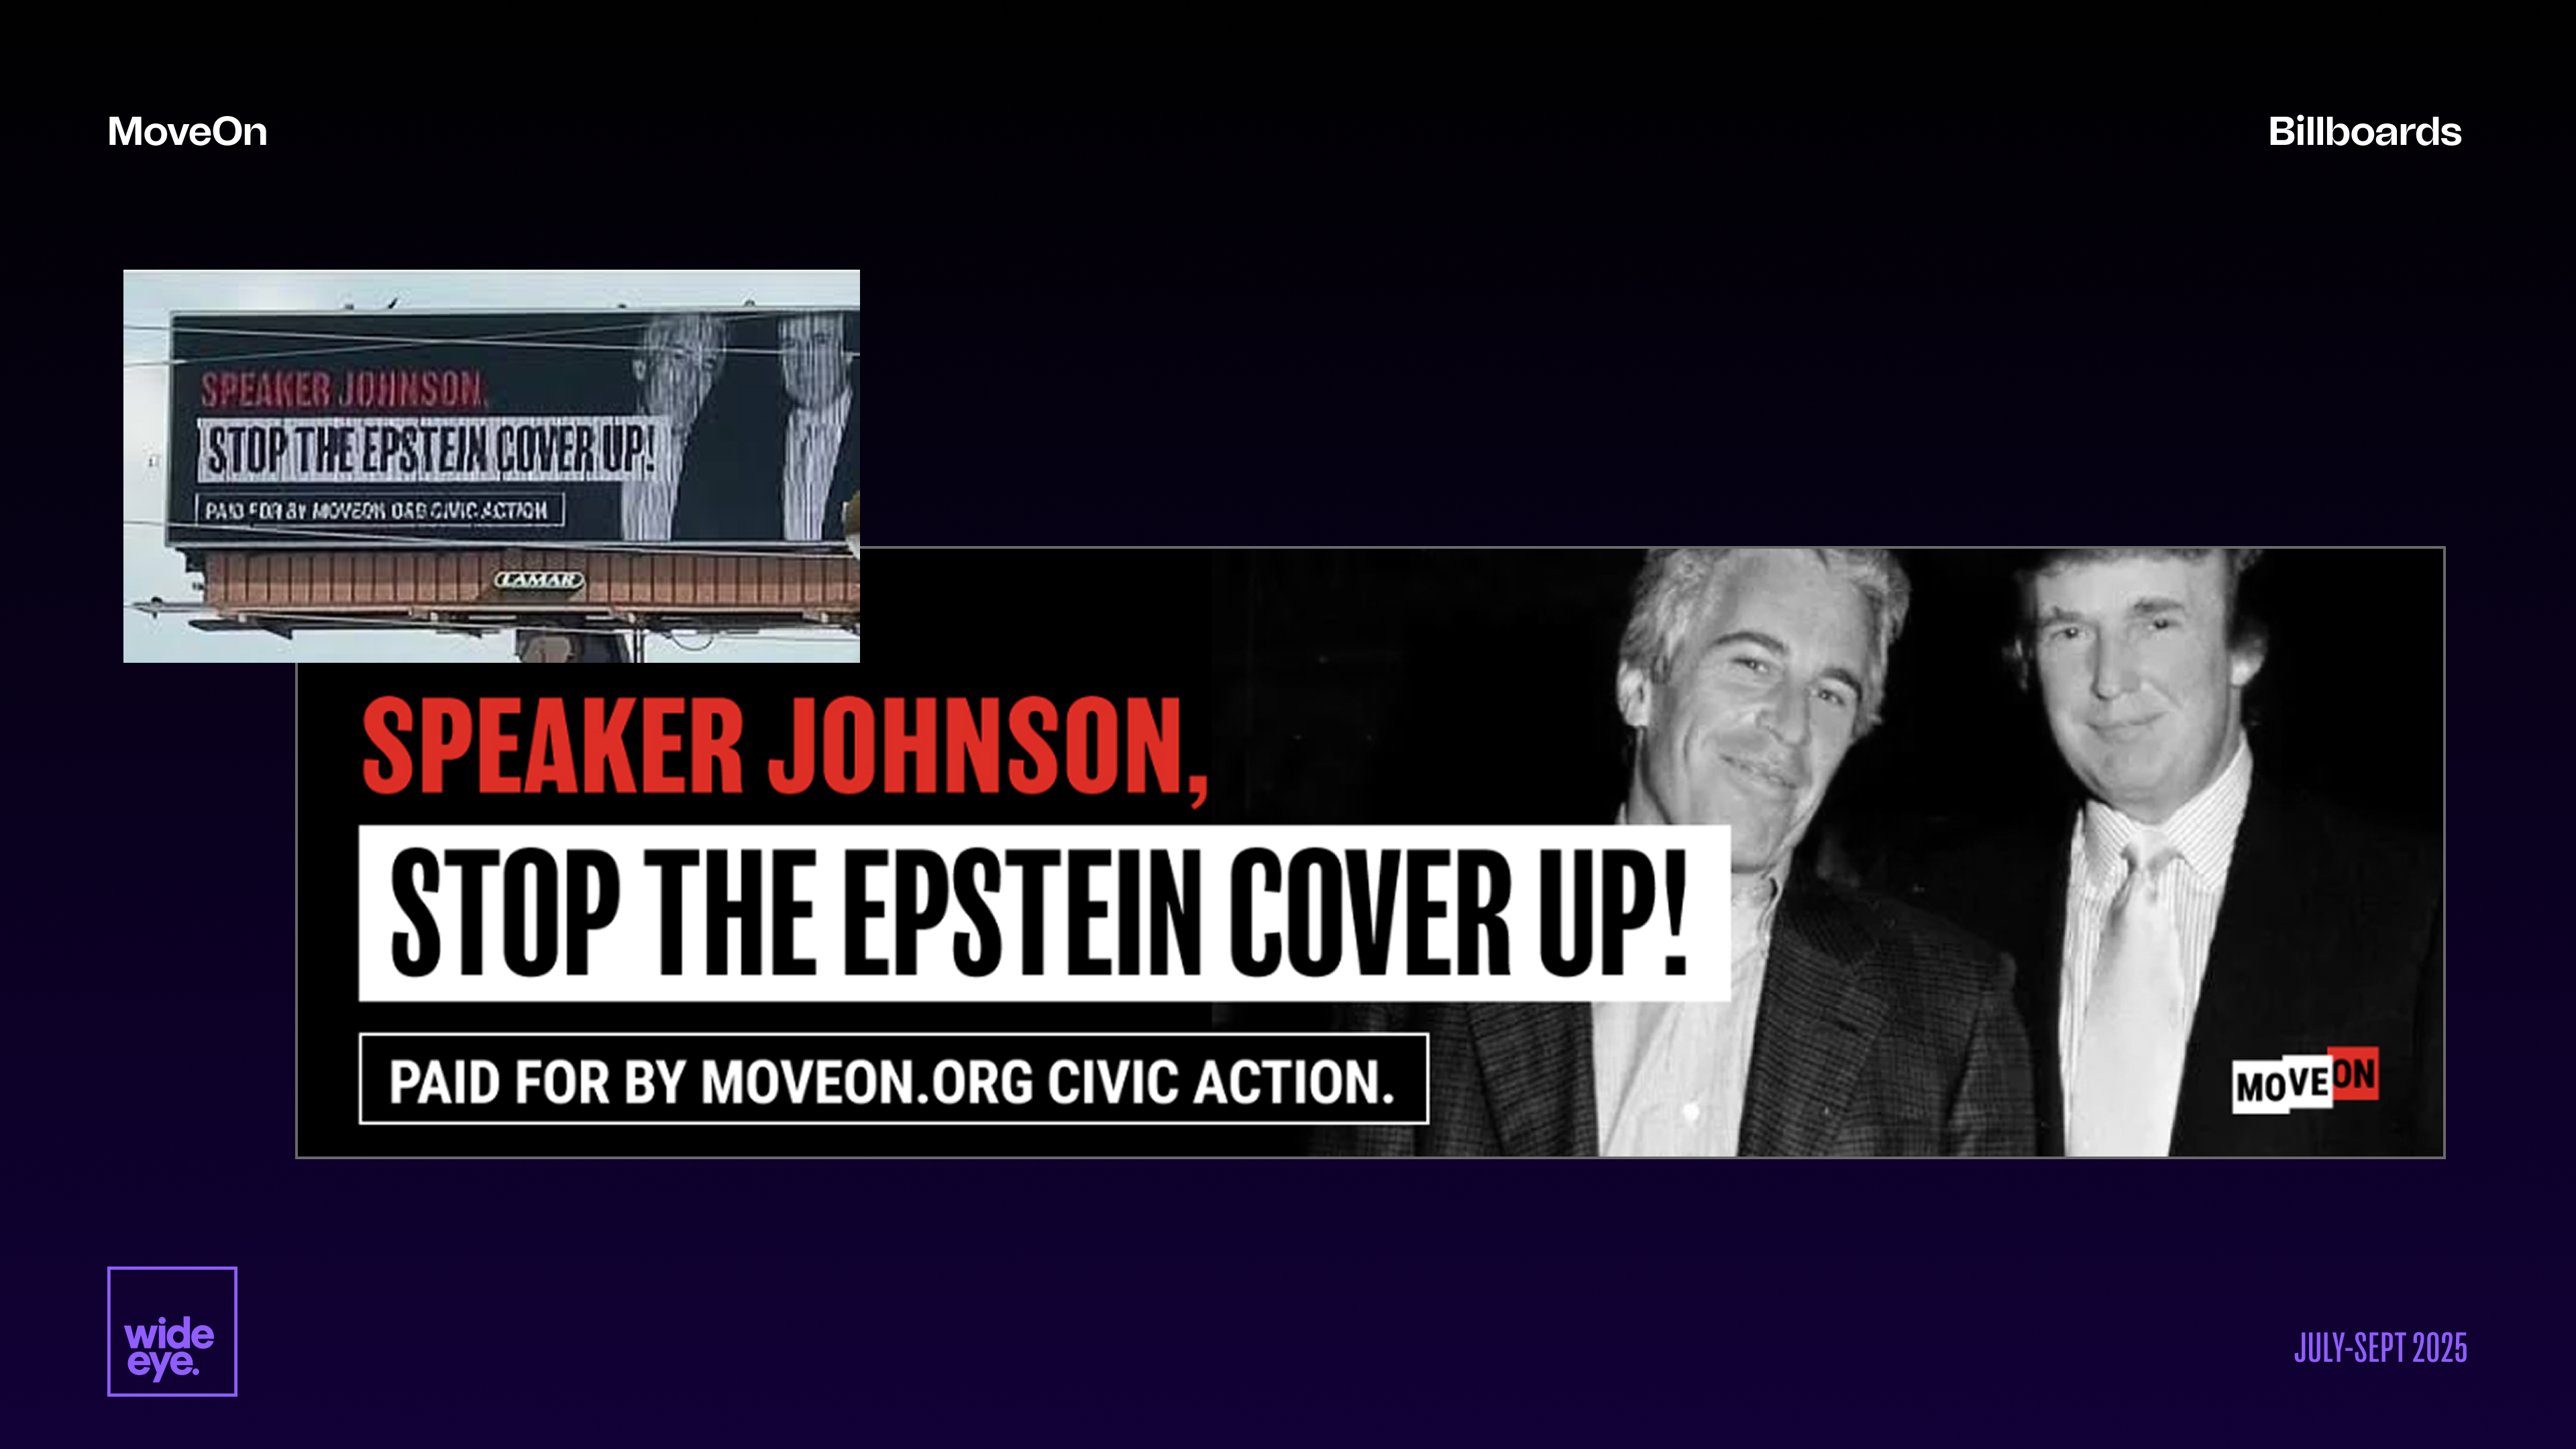 MoveOn
Billboards
SPEAKER JOHNSON,
STOP THE EPSTEIN COVER UP!
PAID FOR BY MOVEON.ORG CIVIC ACTION
LAMAR
SPEAKER JOHNSON,
STOP THE EPSTEIN COVER UP!
PAID FOR BY MOVEON.ORG CIVIC ACTION.
MOVEON
wide
eye.
JULY-SEPT 2025